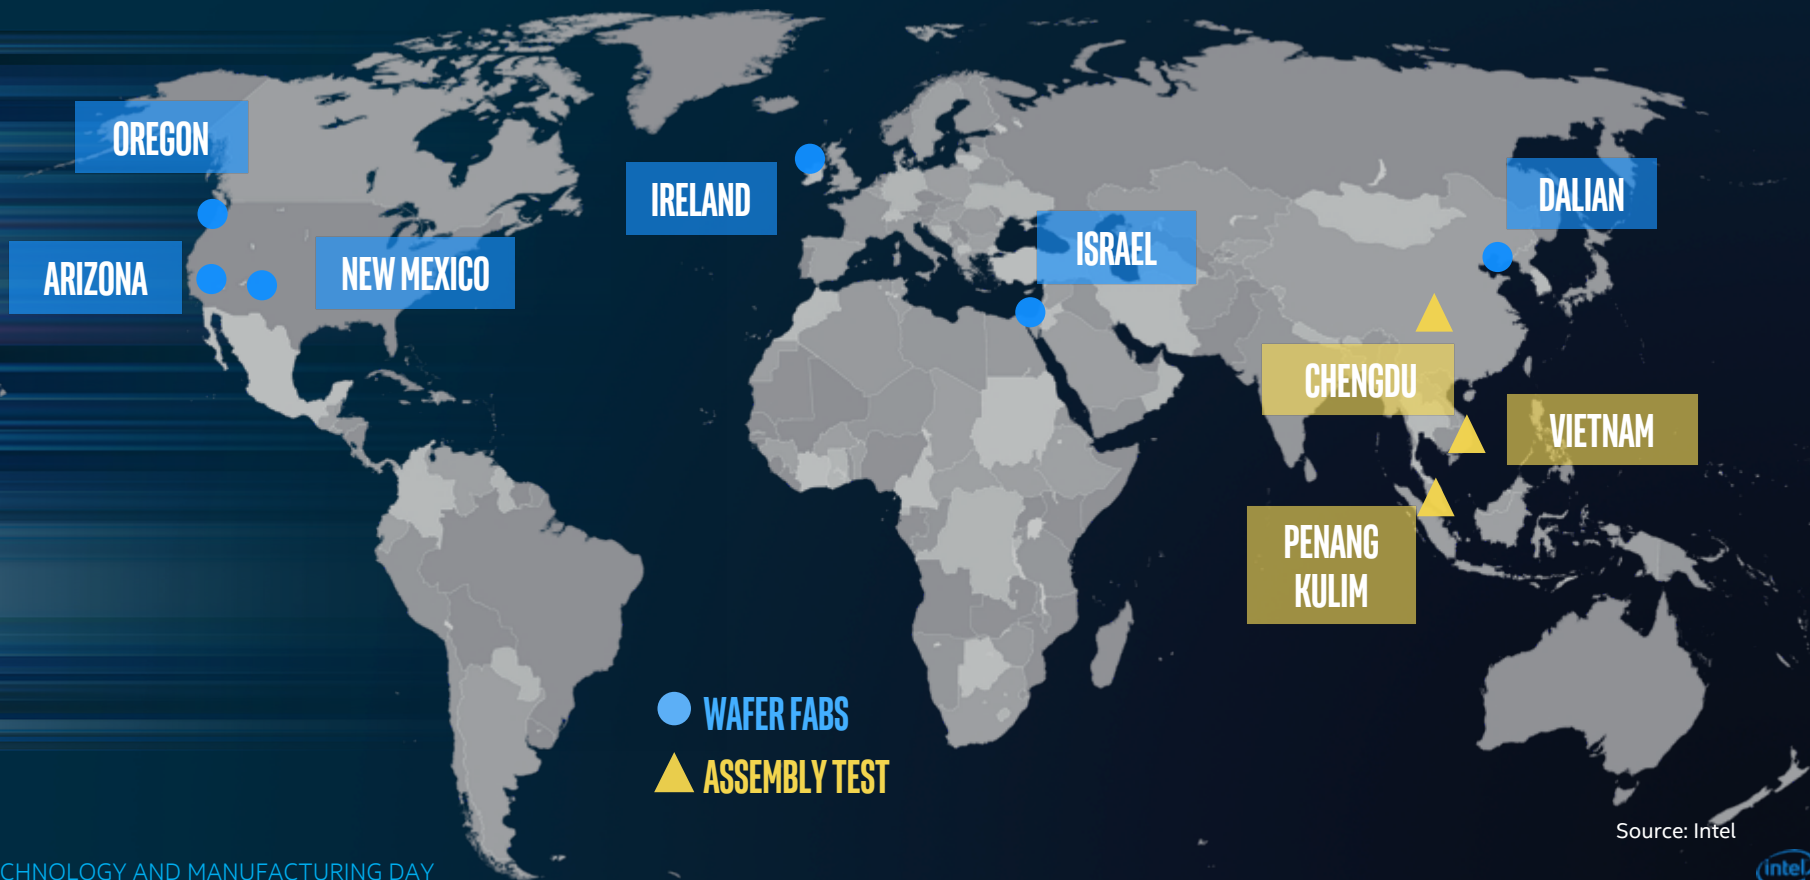 OREGON
IRELAND
DALIAN
ISRAEL
ARIZONA
NEW MEXICO
CHENGDU
VIETNAM
PENANG
KULIM
WAFER FABS
ASSEMBLY TEST
Source: Intel
CHNOLOGY AND MANUFACTURING DAY
intel